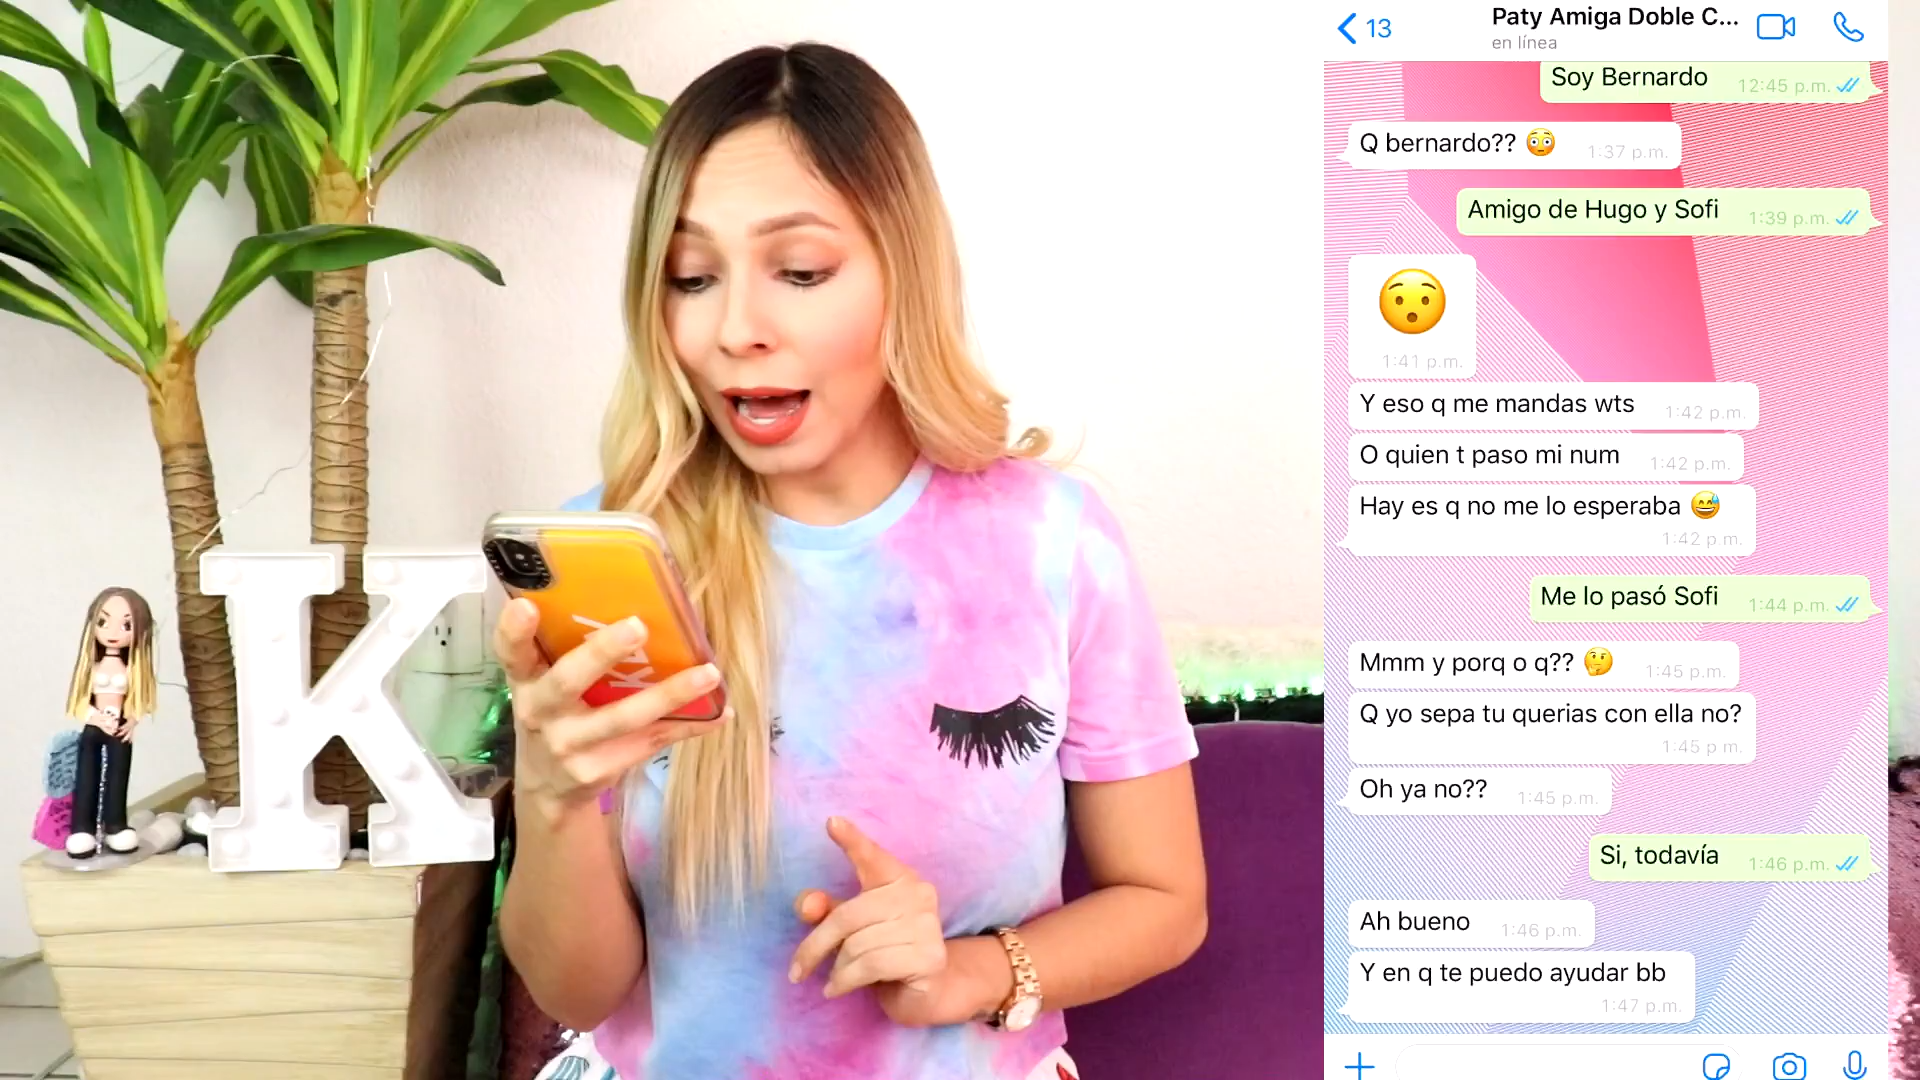 13
Paty Amiga Doble C...
en línea
Soy Bernardo 12:45 p.m.
Q bernardo?? 😳 1:37 p.m.
Amigo de Hugo y Sofi 1:39 p.m.
😯
1:41 p.m.
Y eso q me mandas wts 1:42 p.m.
O quien t paso mi num 1:42 p.m.
Hay es q no me lo esperaba 😅
1:42 p.m.
Me lo pasó Sofi 1:44 p.m.
Mmm y porq o q?? 🤔 1:45 p.m.
Q yo sepa tu querias con ella no?
1:45 p m.
Oh ya no?? 1:45 p.m.
Si, todavía 1:46 p.m.
Ah bueno 1:46 p.m.
Y en q te puedo ayudar bb
1:47 p.m.
K